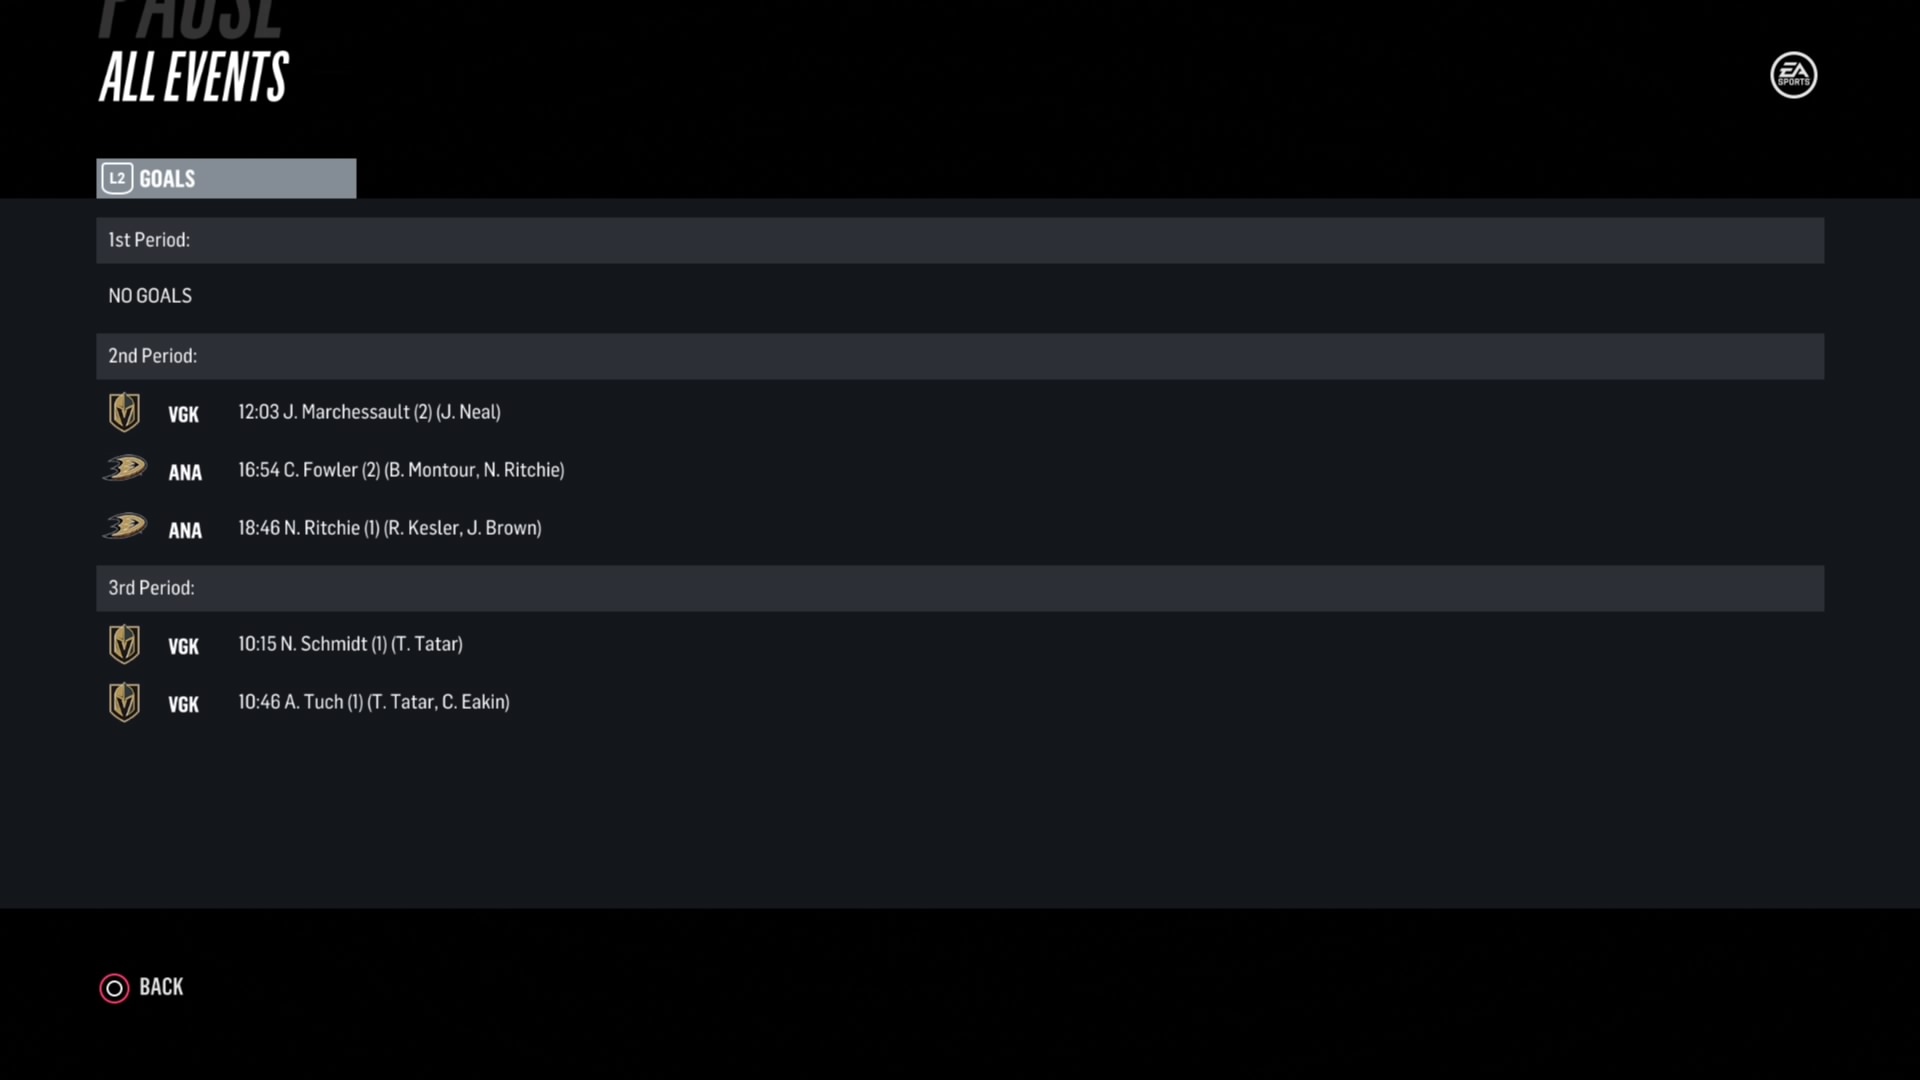 PAUSE
ALL EVENTS
EA SPORTS
L2 GOALS
1st Period:
NO GOALS
2nd Period:
VGK 12:03 J. Marchessault (2) (J. Neal)
ANA 16:54 C. Fowler (2) (B. Montour, N. Ritchie)
ANA 18:46 N. Ritchie (1) (R. Kesler, J. Brown)
3rd Period:
VGK 10:15 N. Schmidt (1) (T. Tatar)
VGK 10:46 A. Tuch (1) (T. Tatar, C. Eakin)
BACK